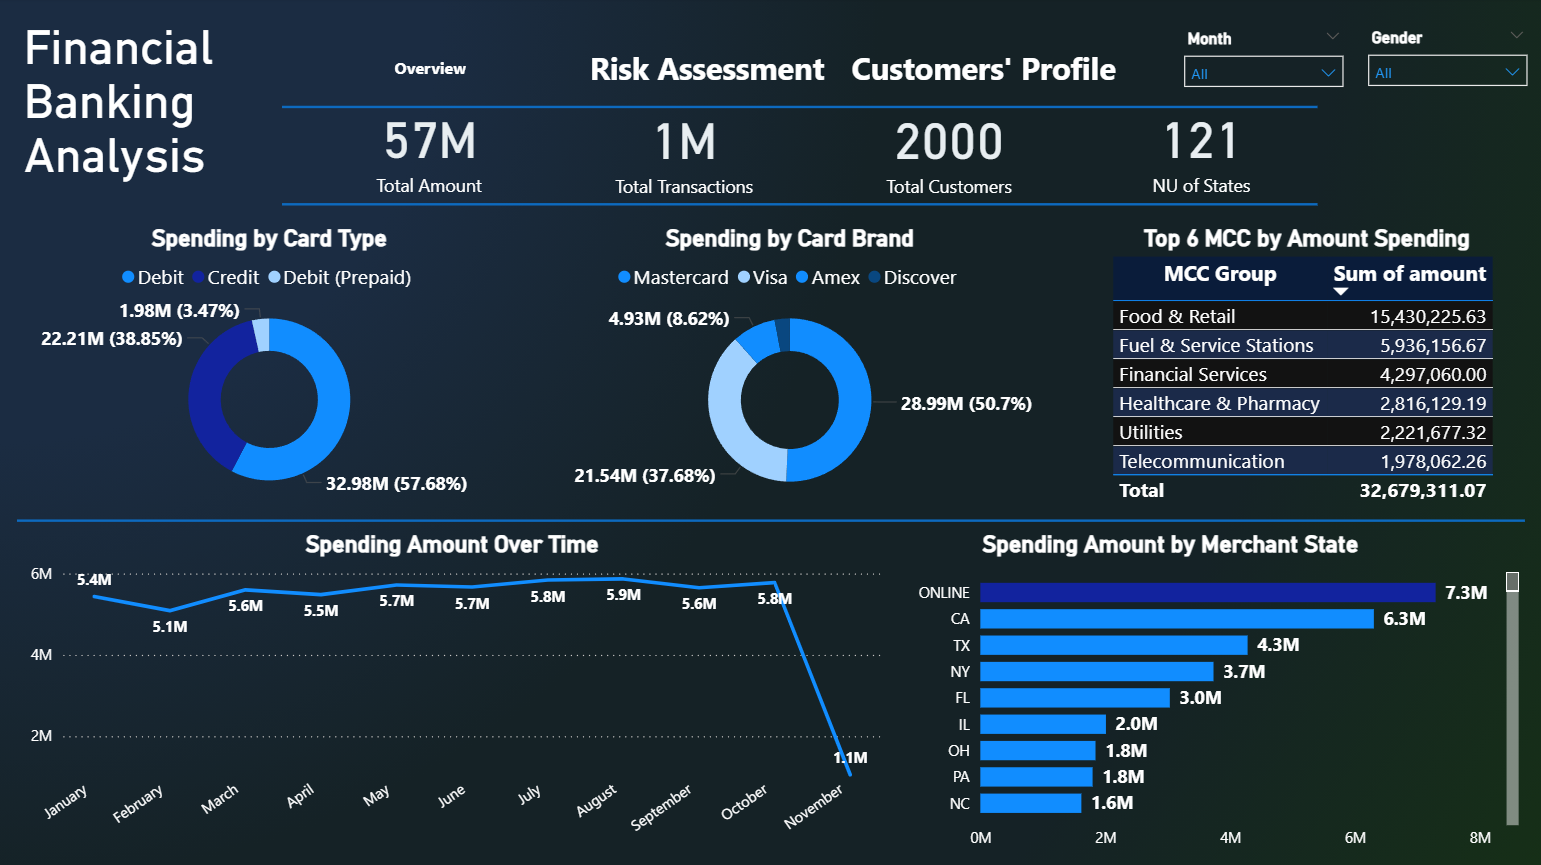 Financial
Banking
Analysis
Overview
Risk Assessment
Customers' Profile
Month
All
Gender
All
57M
Total Amount
1M
Total Transactions
2000
Total Customers
121
NU of States
Spending by Card Type
Debit Credit Debit (Prepaid)
1.98M (3.47%)
22.21M (38.85%)
32.98M (57.68%)
Spending by Card Brand
Mastercard Visa Amex Discover
4.93M (8.62%)
28.99M (50.7%)
21.54M (37.68%)
Top 6 MCC by Amount Spending
MCC Group Sum of amount
Food & Retail 15,430,225.63
Fuel & Service Stations 5,936,156.67
Financial Services 4,297,060.00
Healthcare & Pharmacy 2,816,129.19
Utilities 2,221,677.32
Telecommunication 1,978,062.26
Total 32,679,311.07
Spending Amount Over Time
6M
4M
2M
5.4M
5.1M
5.6M
5.5M
5.7M
5.7M
5.8M
5.9M
5.6M
5.8M
1.1M
January
February
March
April
May
June
July
August
September
October
November
Spending Amount by Merchant State
ONLINE 7.3M
CA 6.3M
TX 4.3M
NY 3.7M
FL 3.0M
IL 2.0M
OH 1.8M
PA 1.8M
NC 1.6M
0M 2M 4M 6M 8M